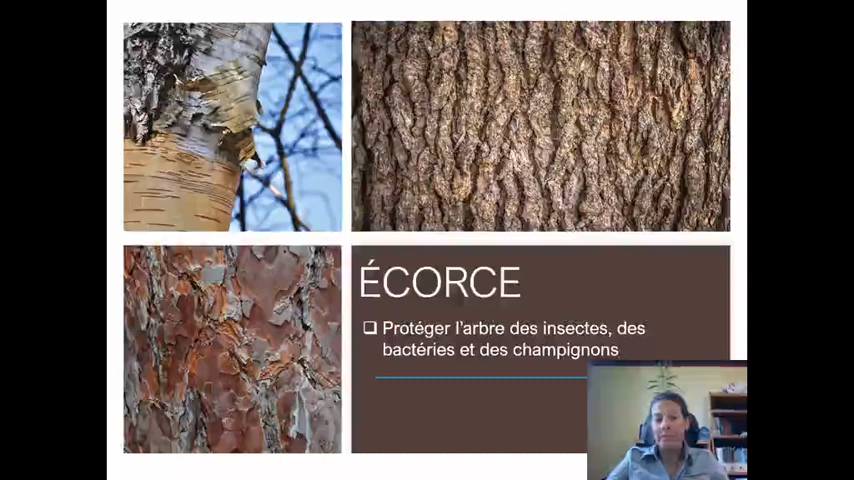 ÉCORCE
❑ Protéger l'arbre des insectes, des
bactéries et des champignons